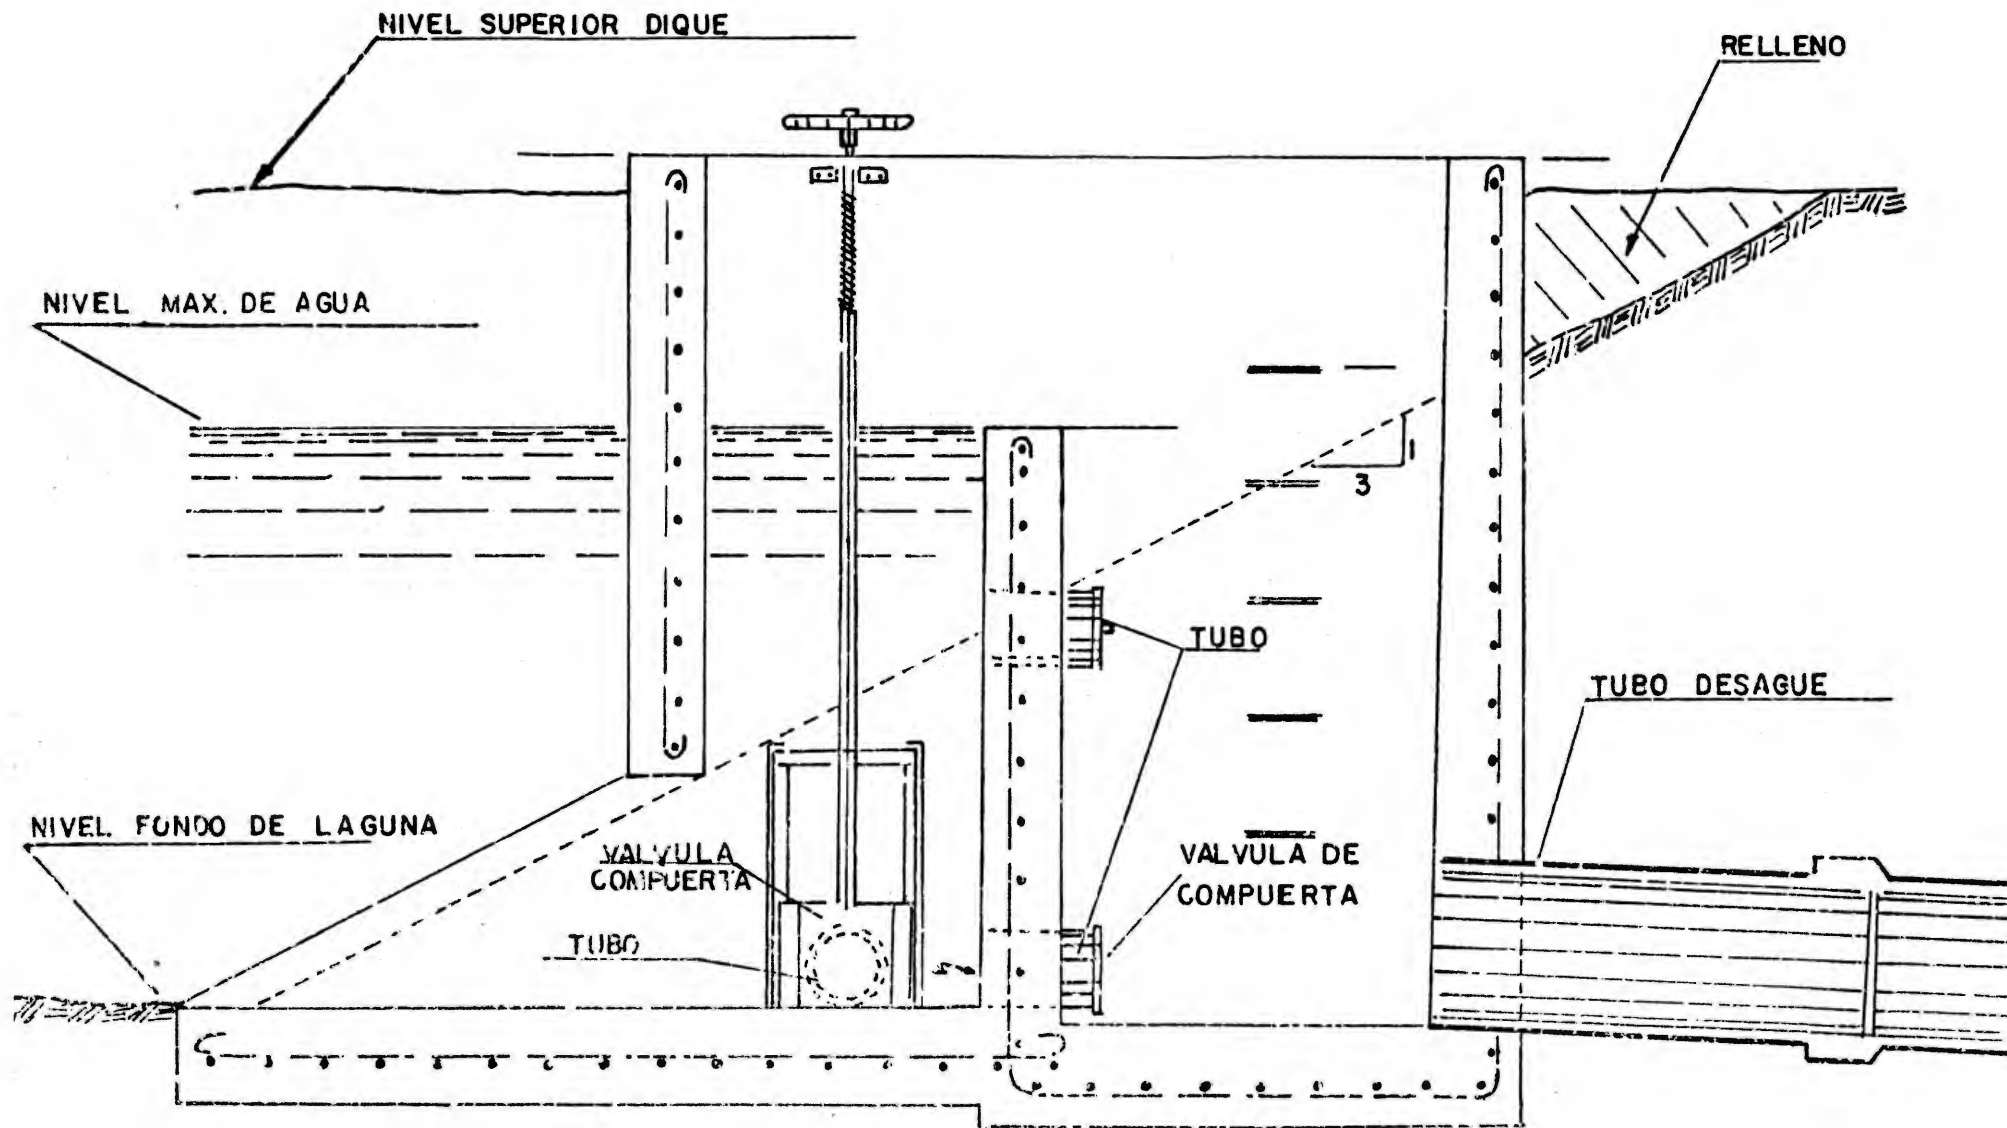 NIVEL SUPERIOR DIQUE
RELLENO
NIVEL MAX. DE AGUA
1
3
TUBO
TUBO DESAGUE
NIVEL FONDO DE LAGUNA
VALVULA
COMPUERTA
VALVULA DE
COMPUERTA
TUBO